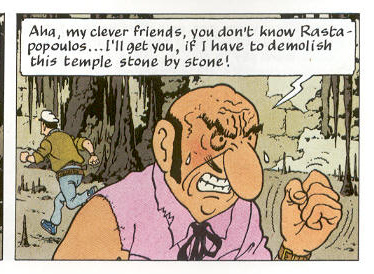 Aha, my clever friends, you don't know Rasta-
popoulos...I'll get you, if I have to demolish
this temple stone by stone!